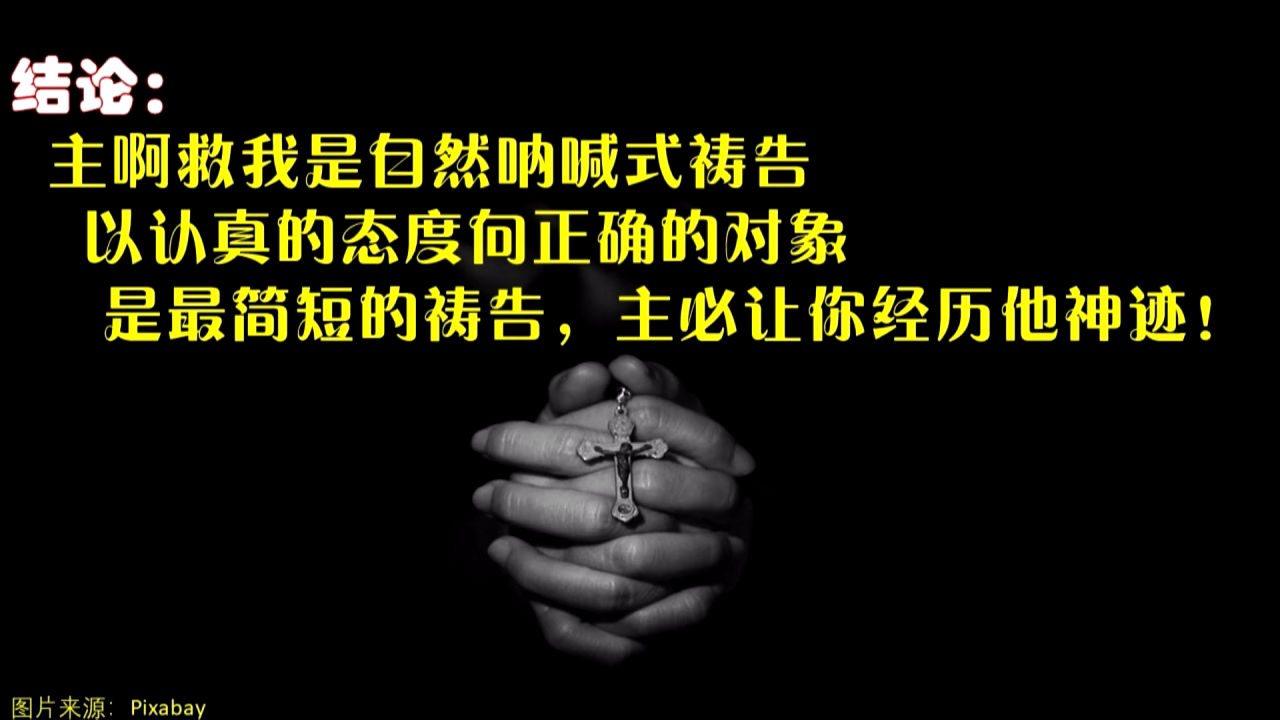 结论：
主啊救我是自然呐喊式祷告
以认真的态度向正确的对象
是最简短的祷告，主必让你经历他神迹！
图片来源：Pixabay